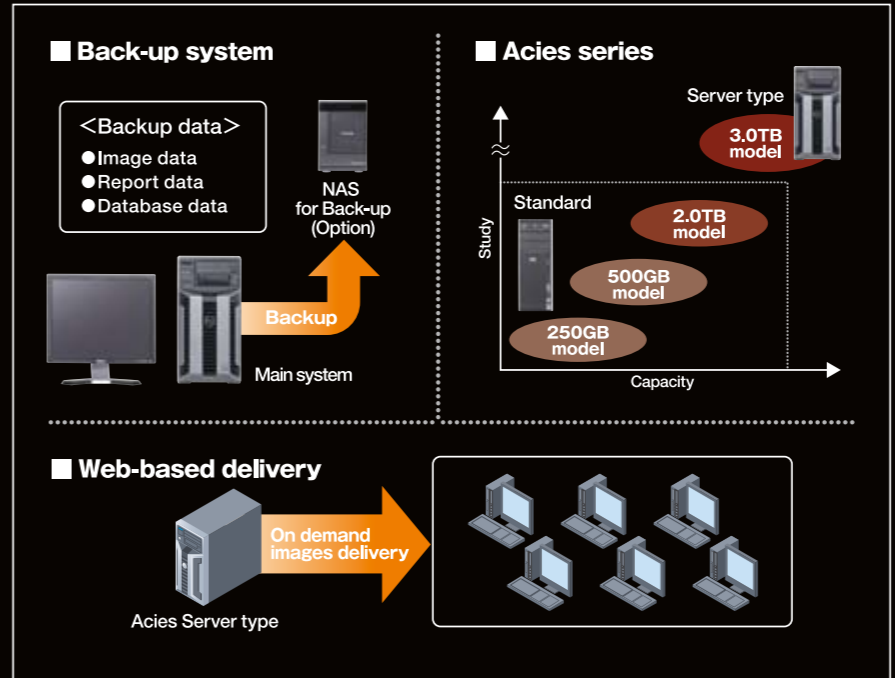 Back-up system
<Backup data>
●Image data
●Report data
●Database data
NAS
for Back-up
(Option)
Backup
Main system
Acies series
Server type
3.0TB
model
Standard
2.0TB
model
500GB
model
250GB
model
Study
Capacity
Web-based delivery
On demand
images delivery
Acies Server type